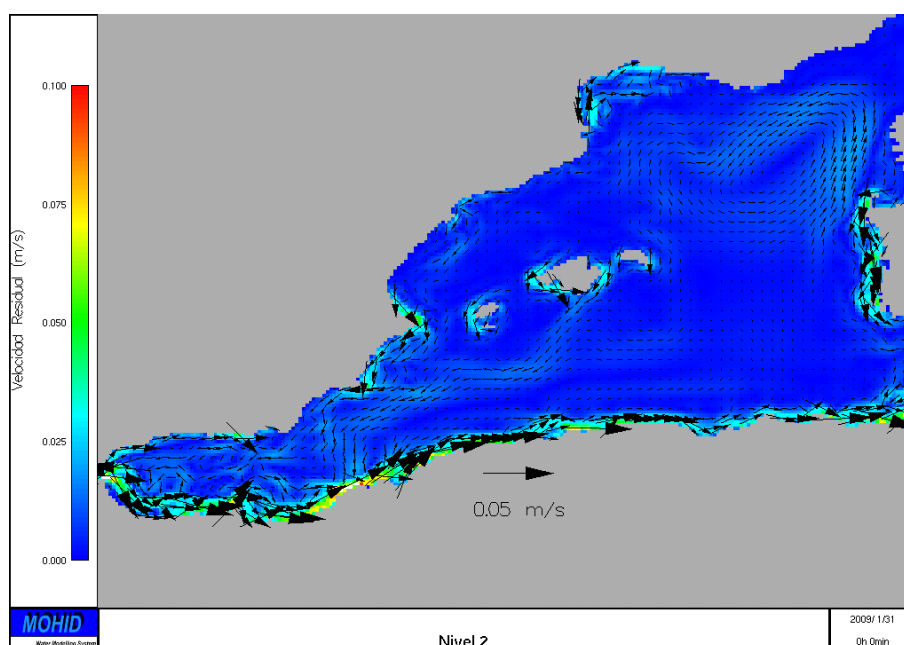 0.100
0.075
0.050
0.025
0.000
Velocidad Residual (m/s)
0.05 m/s
MOHID
Water Modelling System
Nivel 2
2009/ 1/31
0h 0min